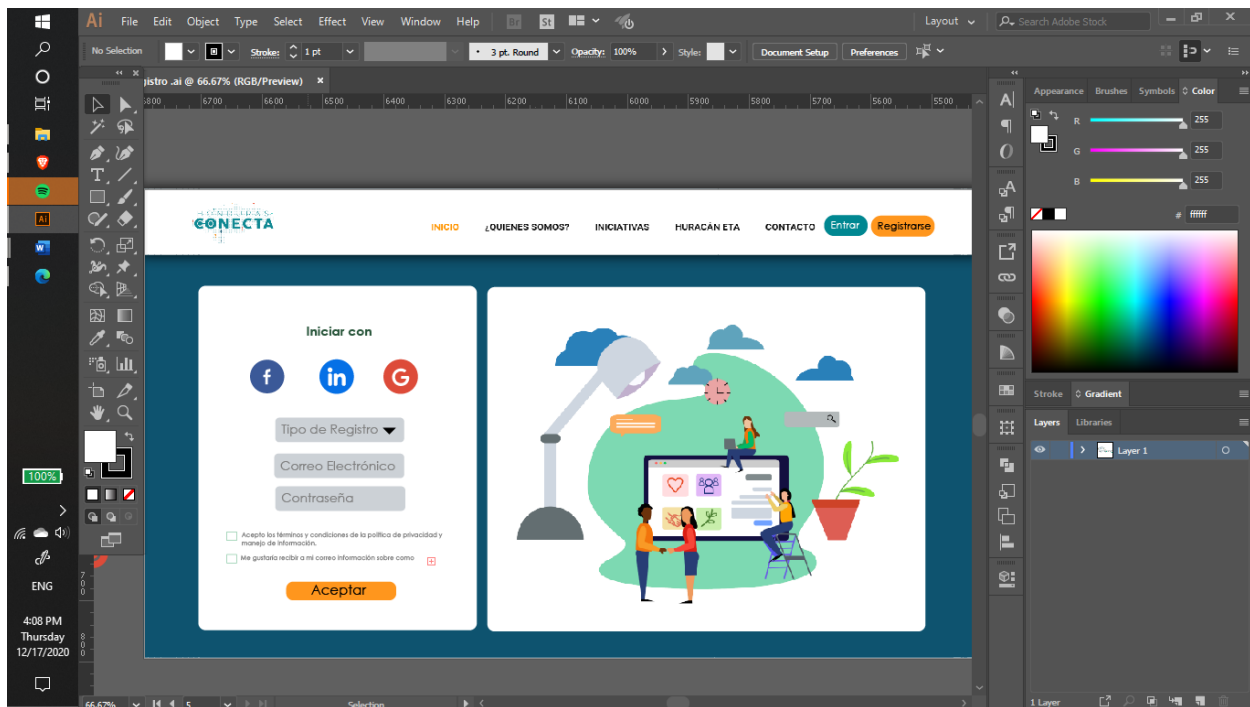 Ai File Edit Object Type Select Effect View Window Help Br St Layout Search Adobe Stock
No Selection Stroke: 1 pt 3 pt. Round Opacity: 100% Style: Document Setup Preferences
istro .ai @ 66.67% (RGB/Preview)
6700 6600 6500 6400 6300 6200 6100 6000 5900 5800 5700 5600 5500
CONECTA
INICIO ¿QUIENES SOMOS? INICIATIVAS HURACÁN ETA CONTACTO Entrar Registrarse
Iniciar con
f in G
Tipo de Registro
Correo Electrónico
Contraseña
Acepto los términos y condiciones de la política de privacidad y
manejo de información.
Me gustaría recibir a mi correo información sobre como
Aceptar
Appearance Brushes Symbols Color
R 255
G 255
B 255
# ffffff
Stroke Gradient
Layers Libraries
Layer 1
1 Layer
66.67% 5 Selection
100%
ENG
4:08 PM
Thursday
12/17/2020